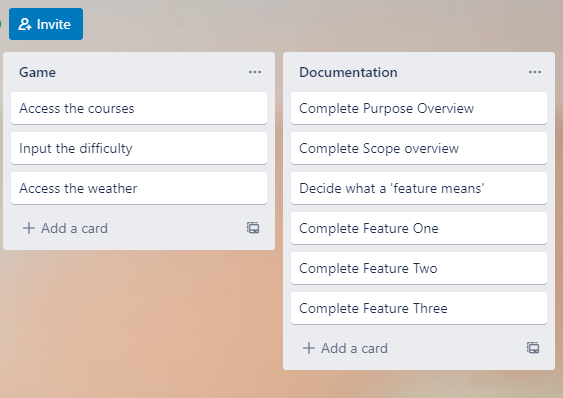 Invite
Game
Access the courses
Input the difficulty
Access the weather
Add a card
Documentation
Complete Purpose Overview
Complete Scope overview
Decide what a 'feature means'
Complete Feature One
Complete Feature Two
Complete Feature Three
Add a card